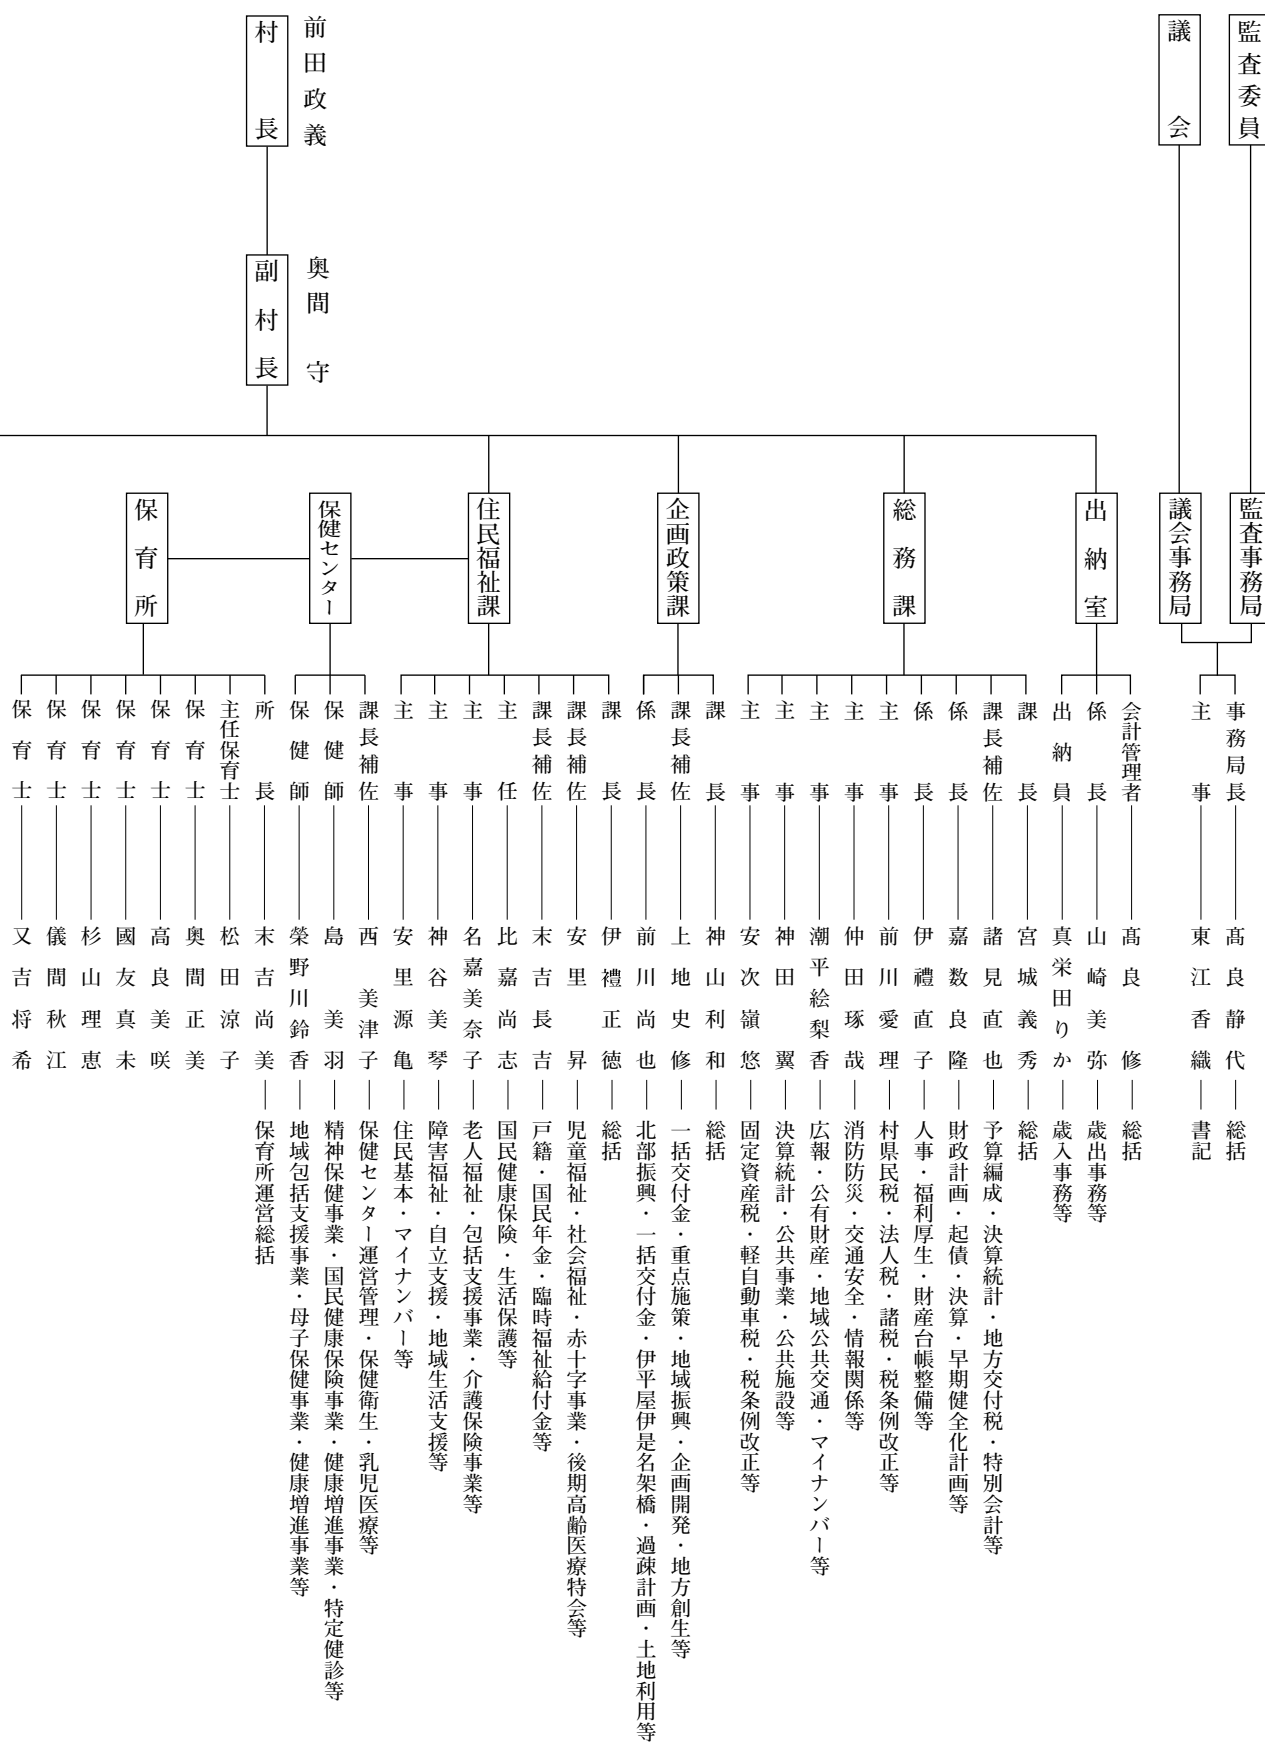 監査委員
議会
村長
前田政義
副村長
奥間 守
監査事務局
議会事務局
出納室
総務課
企画政策課
住民福祉課
保健センター
保育所
事務局長 髙良静代 総括
主事 東江香織 書記
会計管理者 髙良 修 総括
係長 山崎美弥 歳出事務等
出納員 真栄田りか 歳入事務等
課長 宮城義秀 総括
課長補佐 諸見直也 予算編成・決算統計・地方交付税・特別会計等
係長 嘉数良隆 財政計画・起債・決算・早期健全化計画等
係長 伊禮直子 人事・福利厚生・財産台帳整備等
主事 前川愛理 村県民税・法人税・諸税・税条例改正等
主事 仲田琢哉 消防防災・交通安全・情報関係等
主事 潮平絵梨香 広報・公有財産・地域公共交通・マイナンバー等
主事 神田 翼 決算統計・公共事業・公共施設等
主事 安次嶺悠 固定資産税・軽自動車税・税条例改正等
課長 神山利和 総括
課長補佐 上地史修 一括交付金・重点施策・地域振興・企画開発・地方創生等
係長 前川尚也 北部振興・一括交付金・伊平屋伊是名架橋・過疎計画・土地利用等
課長 伊禮正徳 総括
課長補佐 安里 昇 児童福祉・社会福祉・赤十字事業・後期高齢医療特会等
課長補佐 末吉長吉 戸籍・国民年金・臨時福祉給付金等
主任 比嘉尚志 国民健康保険・生活保護等
主事 名嘉美奈子 老人福祉・包括支援事業・介護保険事業等
主事 神谷美琴 障害福祉・自立支援・地域生活支援等
主事 安里源亀 住民基本・マイナンバー等
課長補佐 西 美津子 保健センター運営管理・保健衛生・乳児医療等
保健師 島 美羽 精神保健事業・国民健康保険事業・健康増進事業・特定健診等
保健師 榮野川鈴香 地域包括支援事業・母子保健事業・健康増進事業等
所長 末吉尚美 保育所運営総括
主任保育士 松田涼子
保育士 奥間正美
保育士 高良美咲
保育士 國友真未
保育士 杉山理恵
保育士 儀間秋江
保育士 又吉将希